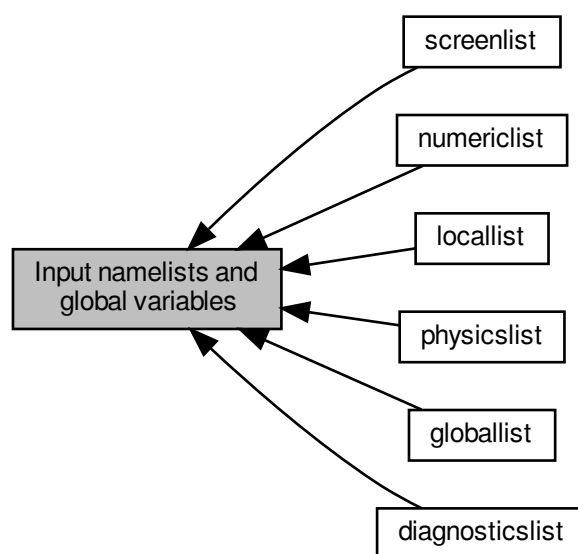 screenlist
numericlist
locallist
Input namelists and
global variables
physicslist
globallist
diagnosticslist